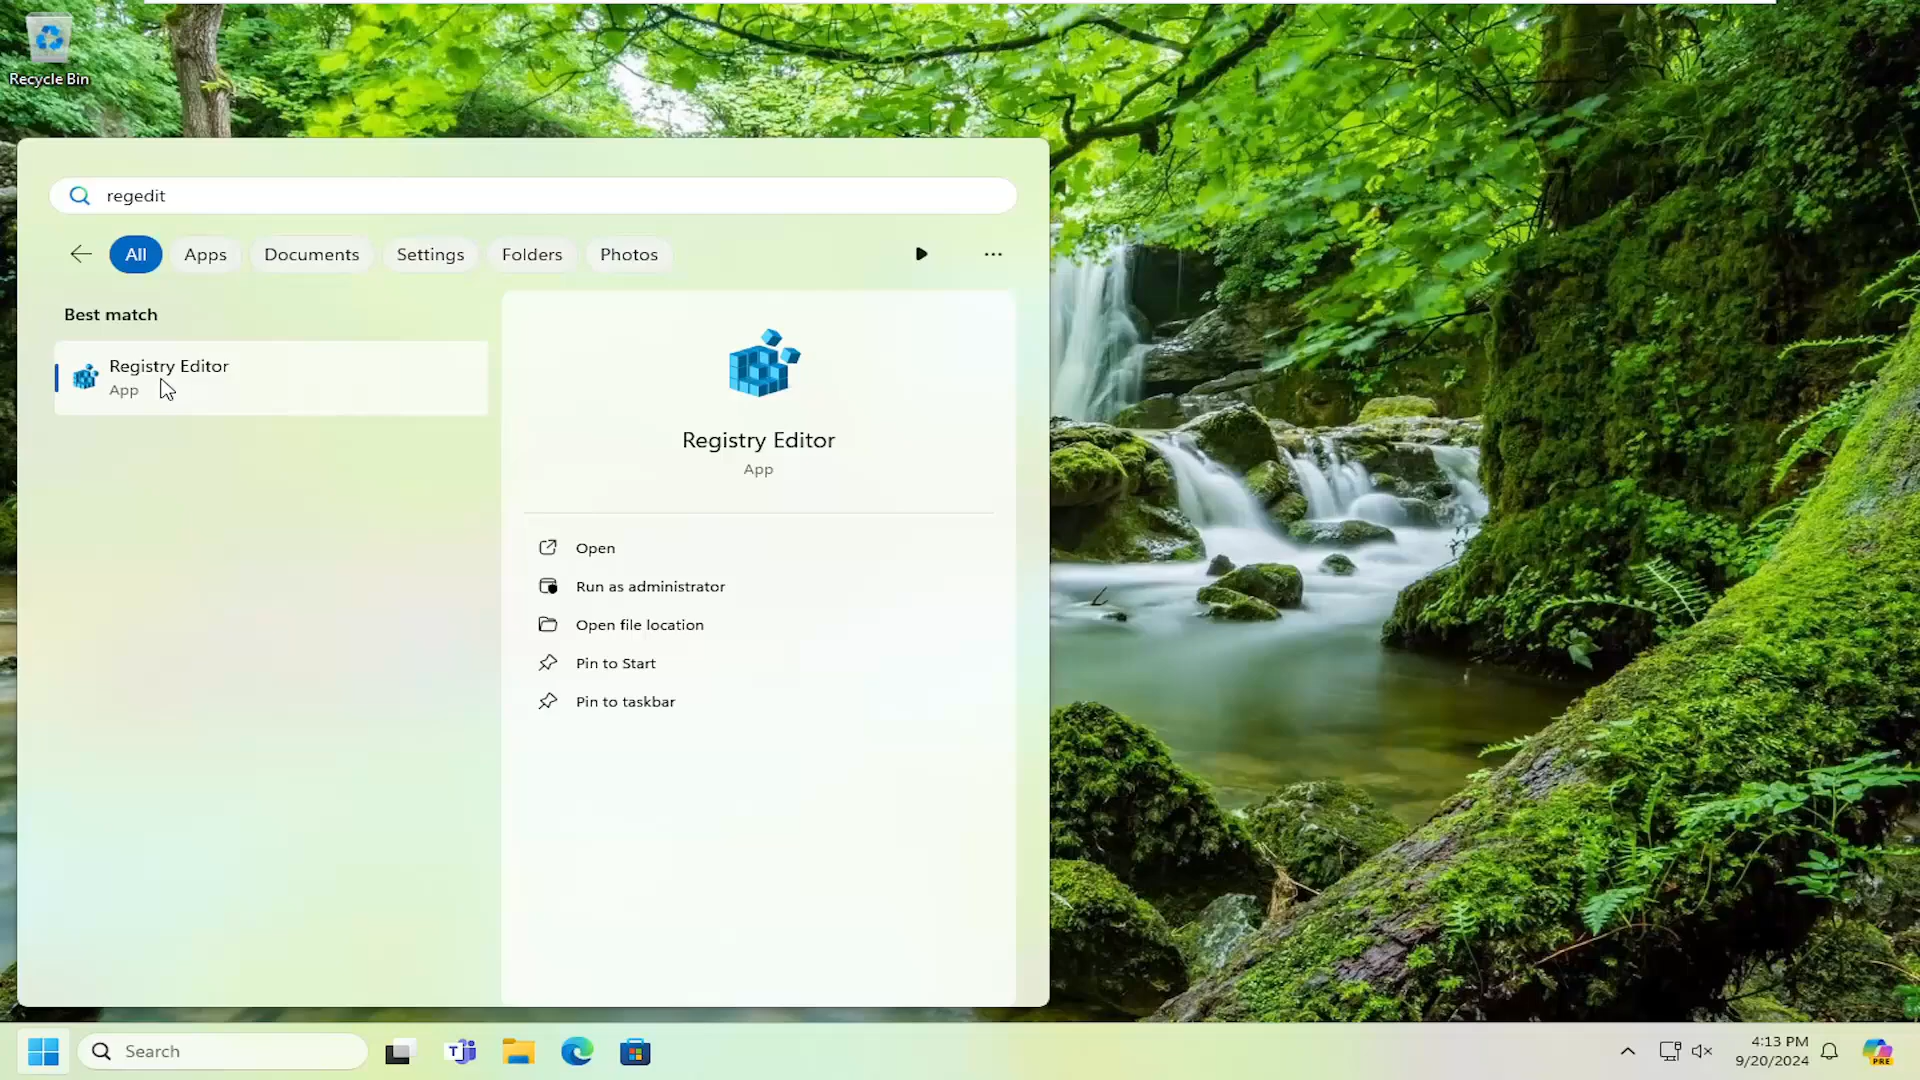 Recycle Bin
regedit
All Apps Documents Settings Folders Photos
Best match
Registry Editor
App
Registry Editor
App
Open
Run as administrator
Open file location
Pin to Start
Pin to taskbar
Search
T
4:13 PM
9/20/2024
PRE